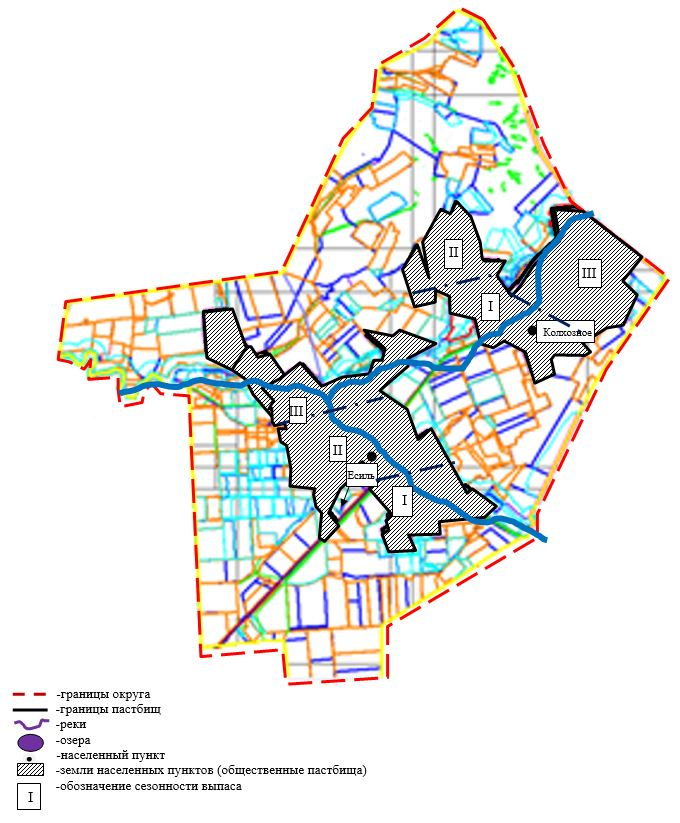 II
III
I
Колхозное
III
II
Есиль
I
-границы округа
-границы пастбищ
-реки
-озера
-населенный пункт
-земли населенных пунктов (общественные пастбища)
-обозначение сезонности выпаса
I